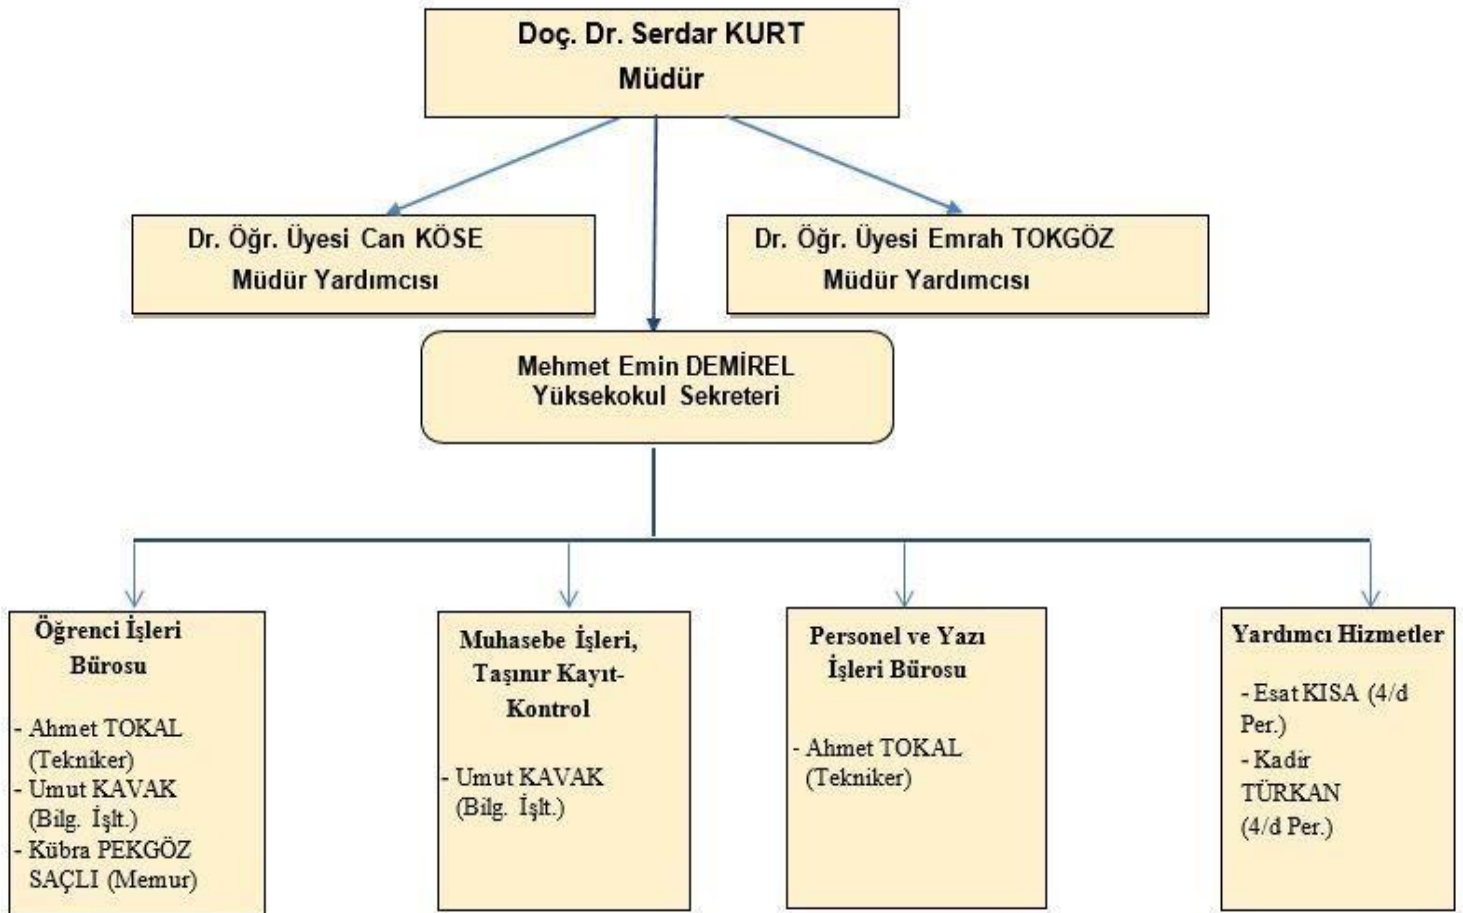 Doç. Dr. Serdar KURT
Müdür
Dr. Öğr. Üyesi Can KÖSE
Müdür Yardımcısı
Dr. Öğr. Üyesi Emrah TOKGÖZ
Müdür Yardımcısı
Mehmet Emin DEMİREL
Yüksekokul Sekreteri
Öğrenci İşleri
Bürosu
- Ahmet TOKAL
(Tekniker)
- Umut KAVAK
(Bilg. İşlt.)
- Kübra PEKGÖZ
SAÇLI (Memur)
Muhasebe İşleri,
Taşınır Kayıt-
Kontrol
- Umut KAVAK
(Bilg. İşlt.)
Personel ve Yazı
İşleri Bürosu
- Ahmet TOKAL
(Tekniker)
Yardımcı Hizmetler
- Esat KISA (4/d
Per.)
- Kadir
TÜRKAN
(4/d Per.)